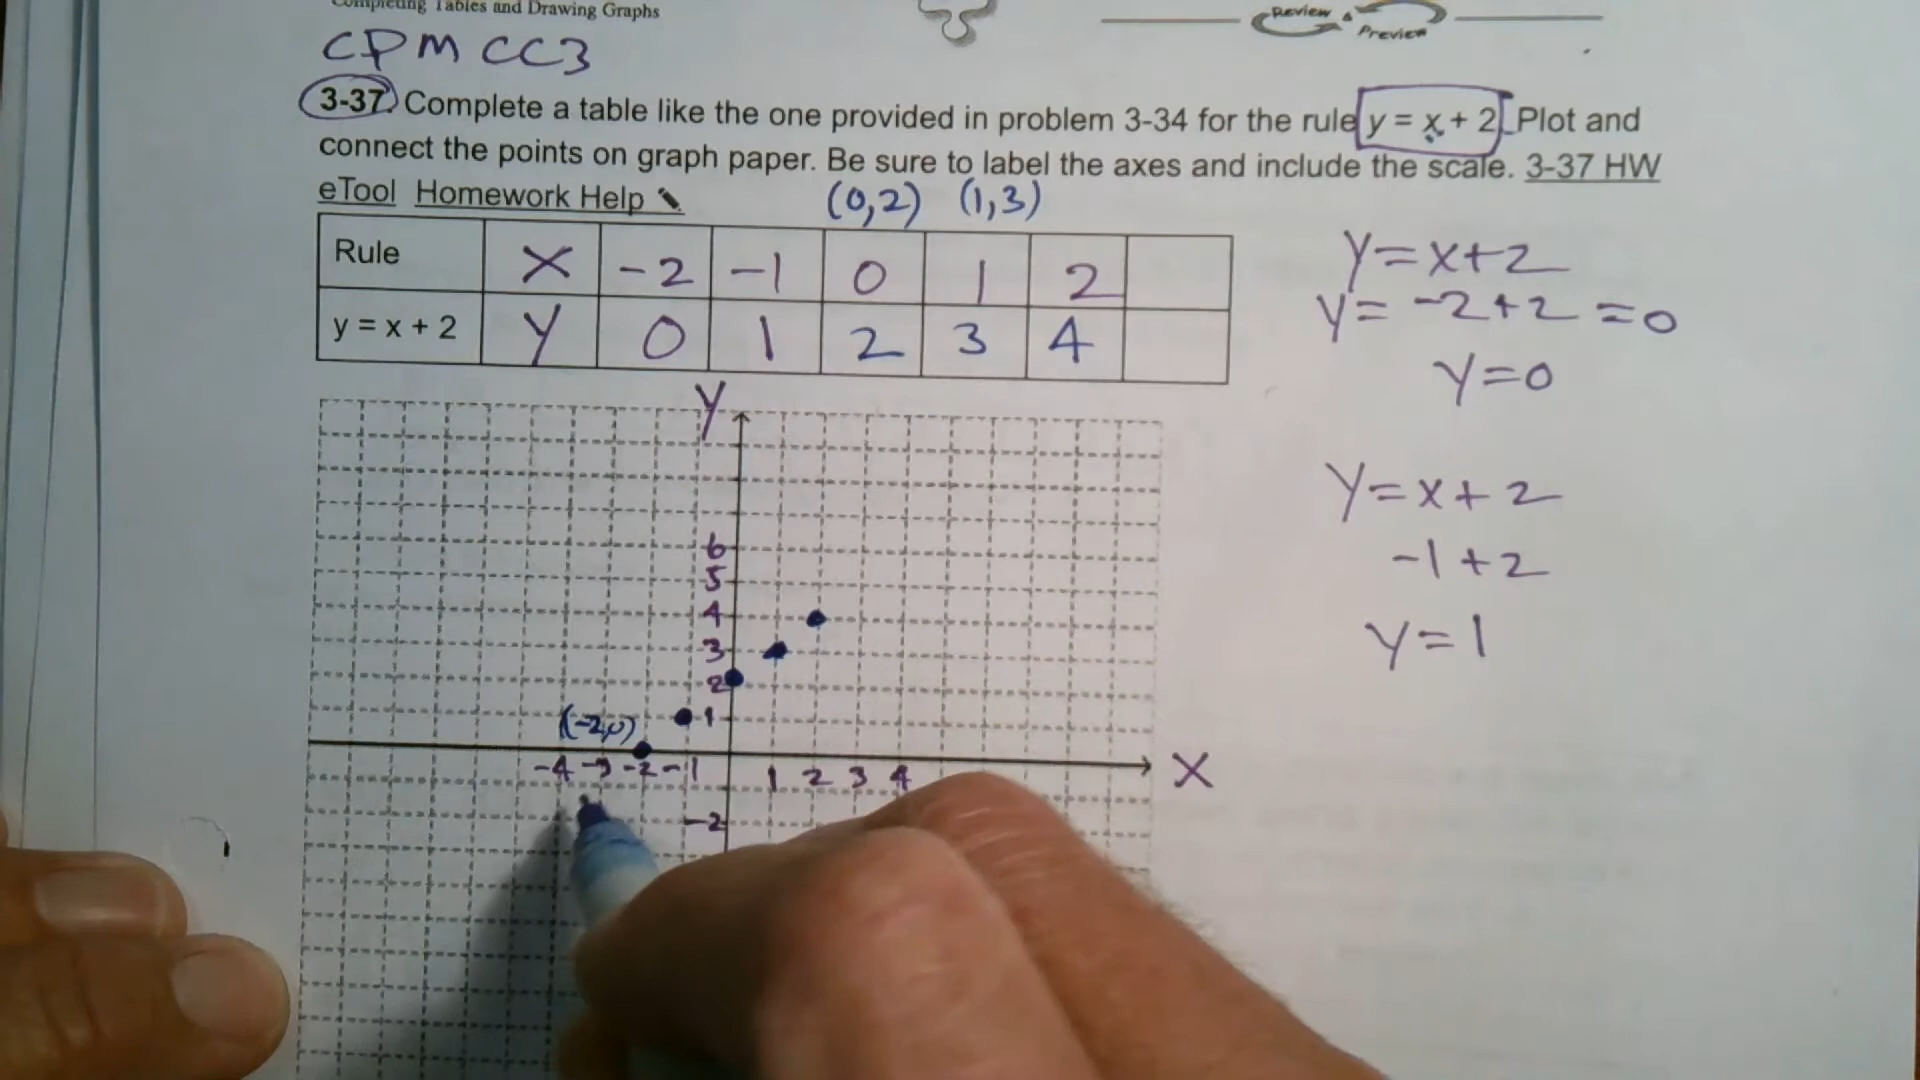 Completing Tables and Drawing Graphs
Review & Preview
CPM CC3
3-37. Complete a table like the one provided in problem 3-34 for the rule y = x + 2. Plot and
connect the points on graph paper. Be sure to label the axes and include the scale. 3-37 HW
eTool Homework Help
(0,2) (1,3)
Rule X -2 -1 0 1 2
y = x + 2 Y 0 1 2 3 4
y=x+2
y= -2+2 =0
y=0
y=x+2
-1+2
y=1
Y
6
5
4
3
2
1
(-2,0)
-4 -3 -2 -1 1 2 3 4 X
-2